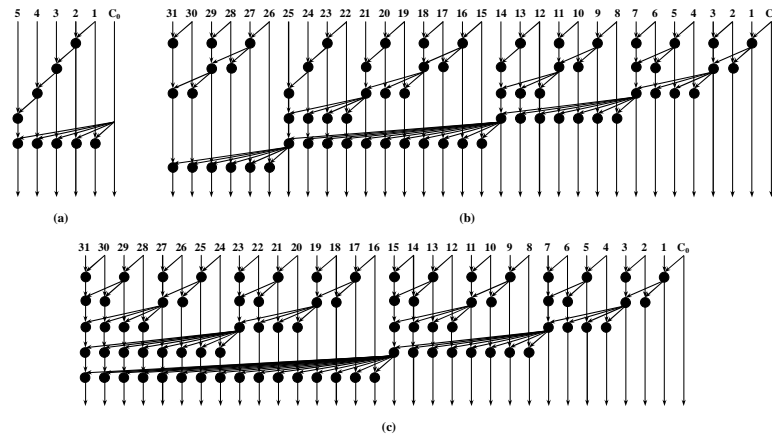 5 4 3 2 1 C₀
31 30 29 28 27 26 25 24 23 22 21 20 19 18 17 16 15 14 13 12 11 10 9 8 7 6 5 4 3 2 1 C
(a)
(b)
31 30 29 28 27 26 25 24 23 22 21 20 19 18 17 16 15 14 13 12 11 10 9 8 7 6 5 4 3 2 1 C₀
(c)